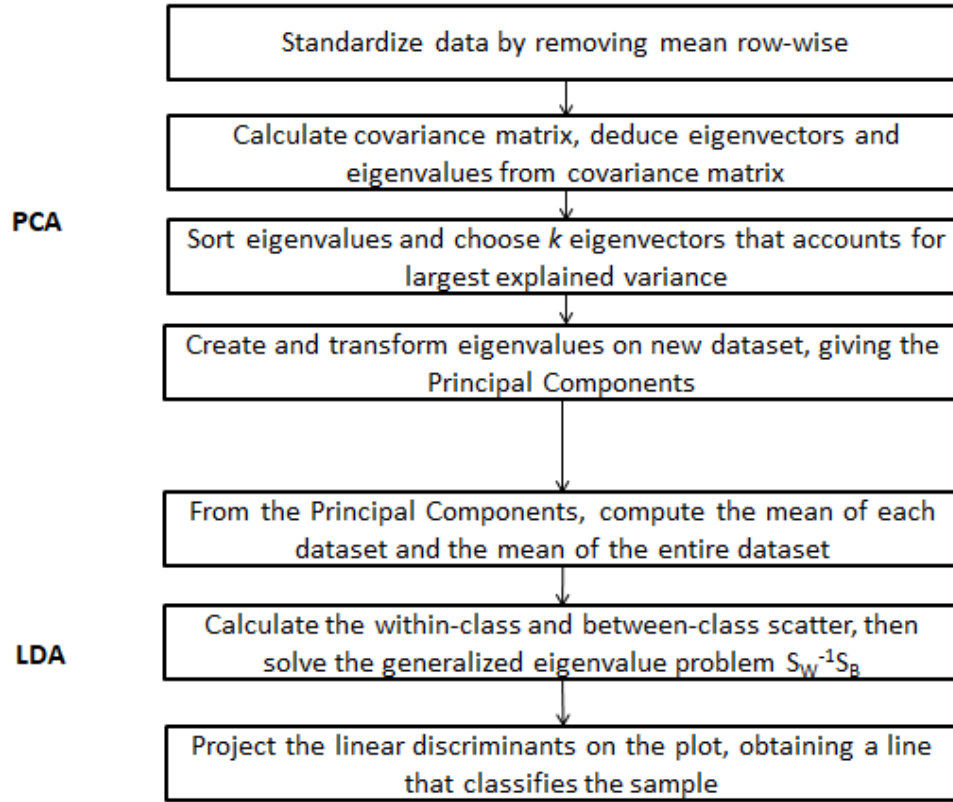 Standardize data by removing mean row-wise
Calculate covariance matrix, deduce eigenvectors and
eigenvalues from covariance matrix
PCA
Sort eigenvalues and choose k eigenvectors that accounts for
largest explained variance
Create and transform eigenvalues on new dataset, giving the
Principal Components
From the Principal Components, compute the mean of each
dataset and the mean of the entire dataset
LDA
Calculate the within-class and between-class scatter, then
solve the generalized eigenvalue problem S_W^-1S_B
Project the linear discriminants on the plot, obtaining a line
that classifies the sample